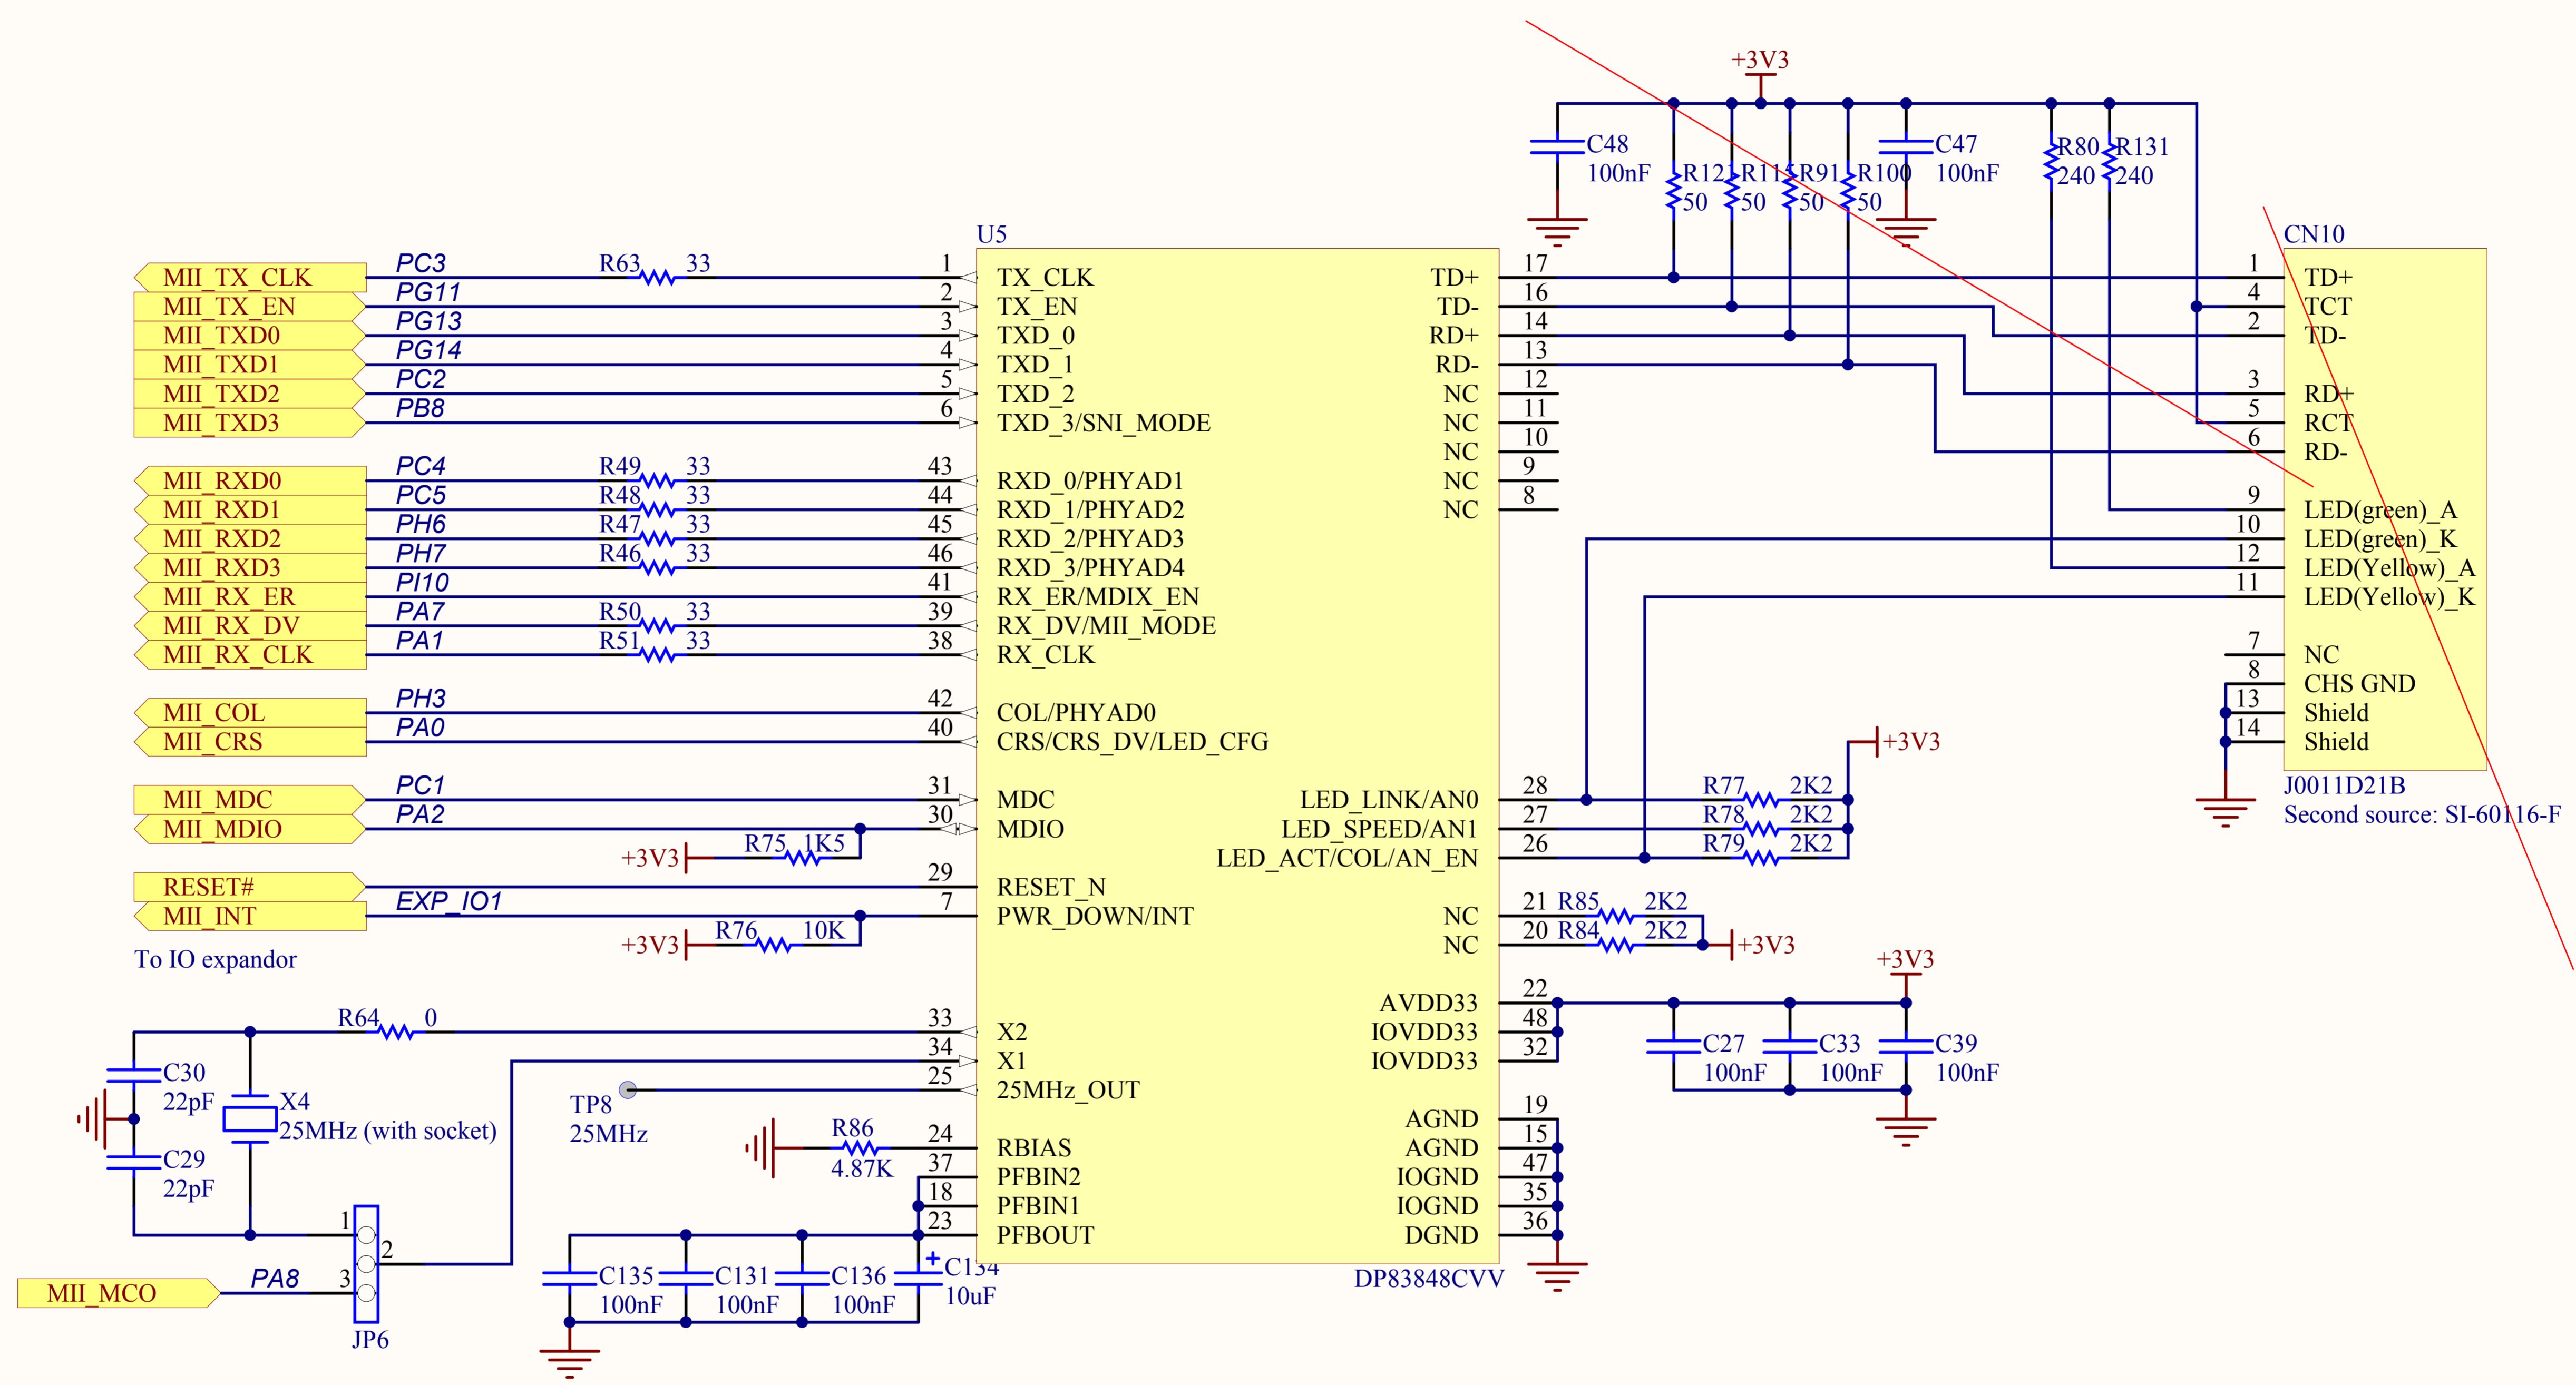 +3V3
C48
100nF
R121
50
R115
50
R91
50
R100
50
C47
100nF
R80
240
R131
240
U5
CN10
MII_TX_CLK PC3 R63 33 1 TX_CLK
MII_TX_EN PG11 2 TX_EN
MII_TXD0 PG13 3 TXD_0
MII_TXD1 PG14 4 TXD_1
MII_TXD2 PC2 5 TXD_2
MII_TXD3 PB8 6 TXD_3/SNI_MODE
MII_RXD0 PC4 R49 33 43 RXD_0/PHYAD1
MII_RXD1 PC5 R48 33 44 RXD_1/PHYAD2
MII_RXD2 PH6 R47 33 45 RXD_2/PHYAD3
MII_RXD3 PH7 R46 33 46 RXD_3/PHYAD4
MII_RX_ER PI10 41 RX_ER/MDIX_EN
MII_RX_DV PA7 R50 33 39 RX_DV/MII_MODE
MII_RX_CLK PA1 R51 33 38 RX_CLK
MII_COL PH3 42 COL/PHYAD0
MII_CRS PA0 40 CRS/CRS_DV/LED_CFG
MII_MDC PC1 31 MDC
MII_MDIO PA2 30 MDIO
+3V3 R75 1K5
RESET# 29 RESET_N
MII_INT EXP_IO1 7 PWR_DOWN/INT
+3V3 R76 10K
To IO expandor
R64 0 33 X2
34 X1
25 25MHz_OUT
TP8
25MHz
C30
22pF
X4
25MHz (with socket)
C29
22pF
R86
4.87K
24 RBIAS
37 PFBIN2
18 PFBIN1
23 PFBOUT
1
2
3
MII_MCO PA8
JP6
C135
100nF
C131
100nF
C136
100nF
+ C134
10uF
DP83848CVV
TD+ 17
TD- 16
RD+ 14
RD- 13
NC 12
NC 11
NC 10
NC 9
NC 8
LED_LINK/AN0 28 R77 2K2
LED_SPEED/AN1 27 R78 2K2
LED_ACT/COL/AN_EN 26 R79 2K2
+3V3
NC 21 R85 2K2
NC 20 R84 2K2
+3V3
AVDD33 22
IOVDD33 48
IOVDD33 32
+3V3
C27
100nF
C33
100nF
C39
100nF
AGND 19
AGND 15
IOGND 47
IOGND 35
DGND 36
1 TD+
4 TCT
2 TD-
3 RD+
5 RCT
6 RD-
9 LED(green)_A
10 LED(green)_K
12 LED(Yellow)_A
11 LED(Yellow)_K
7 NC
8 CHS GND
13 Shield
14 Shield
J0011D21B
Second source: SI-60116-F